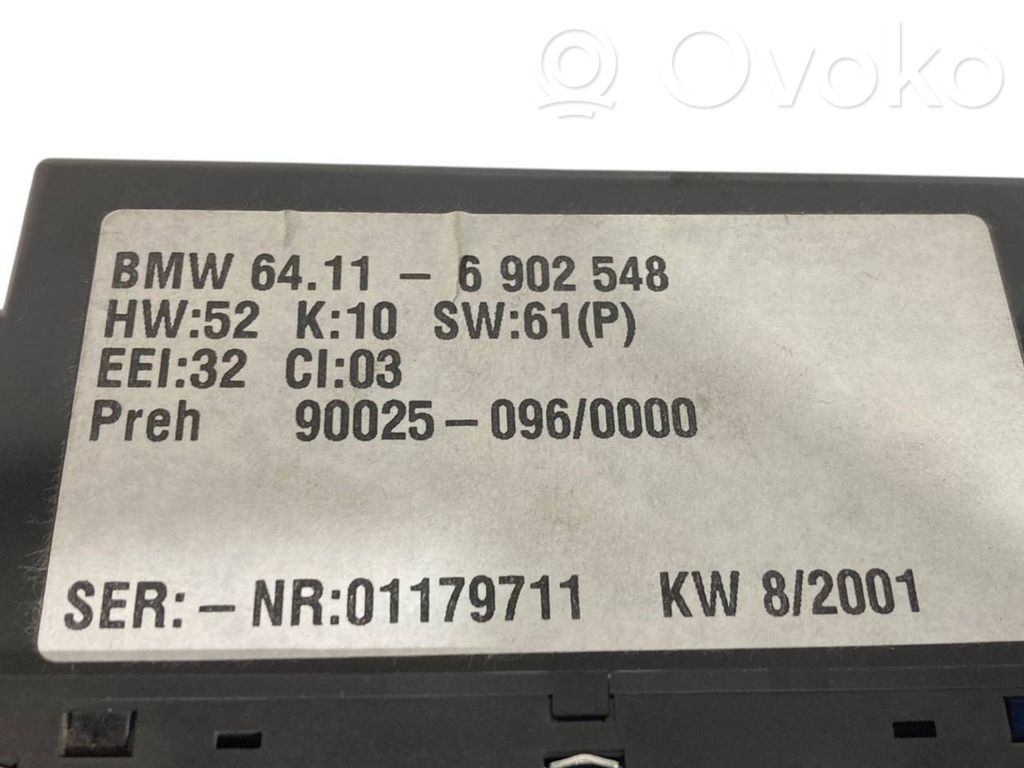 Ovoko
BMW 64.11 - 6 902 548
HW:52 K:10 SW:61(P)
EEI:32 CI:03
Preh 90025-096/0000
SER:-NR:01179711 KW 8/2001